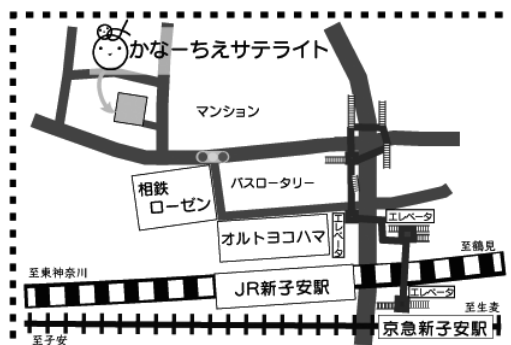 かなーちえサテライト
マンション
相鉄
ローゼン
バスロータリー
オルトヨコハマ
エレベータ
エレベータ
至鶴見
至東神奈川
JR新子安駅
エレベータ
至生麦
京急新子安駅
至子安